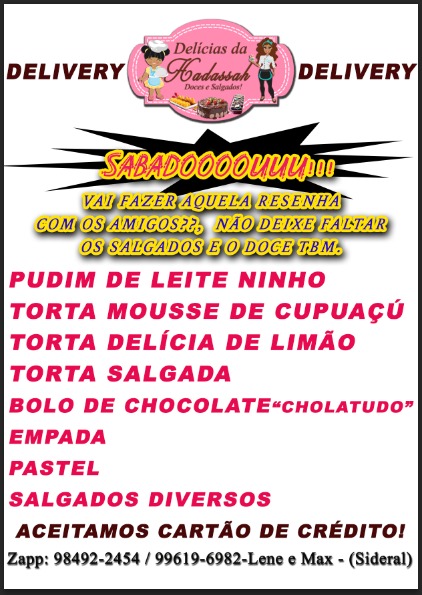 DELIVERY
Delícias da
Hadassah
Doces e Salgados!
DELIVERY
SABADOOOOUUU!!!
VAI FAZER AQUELA RESENHA
COM OS AMIGOS??, NÃO DEIXE FALTAR
OS SALGADOS E O DOCE TBM.
PUDIM DE LEITE NINHO
TORTA MOUSSE DE CUPUAÇÚ
TORTA DELÍCIA DE LIMÃO
TORTA SALGADA
BOLO DE CHOCOLATE“CHOLATUDO”
EMPADA
PASTEL
SALGADOS DIVERSOS
ACEITAMOS CARTÃO DE CRÉDITO!
Zapp: 98492-2454 / 99619-6982-Lene e Max - (Sideral)